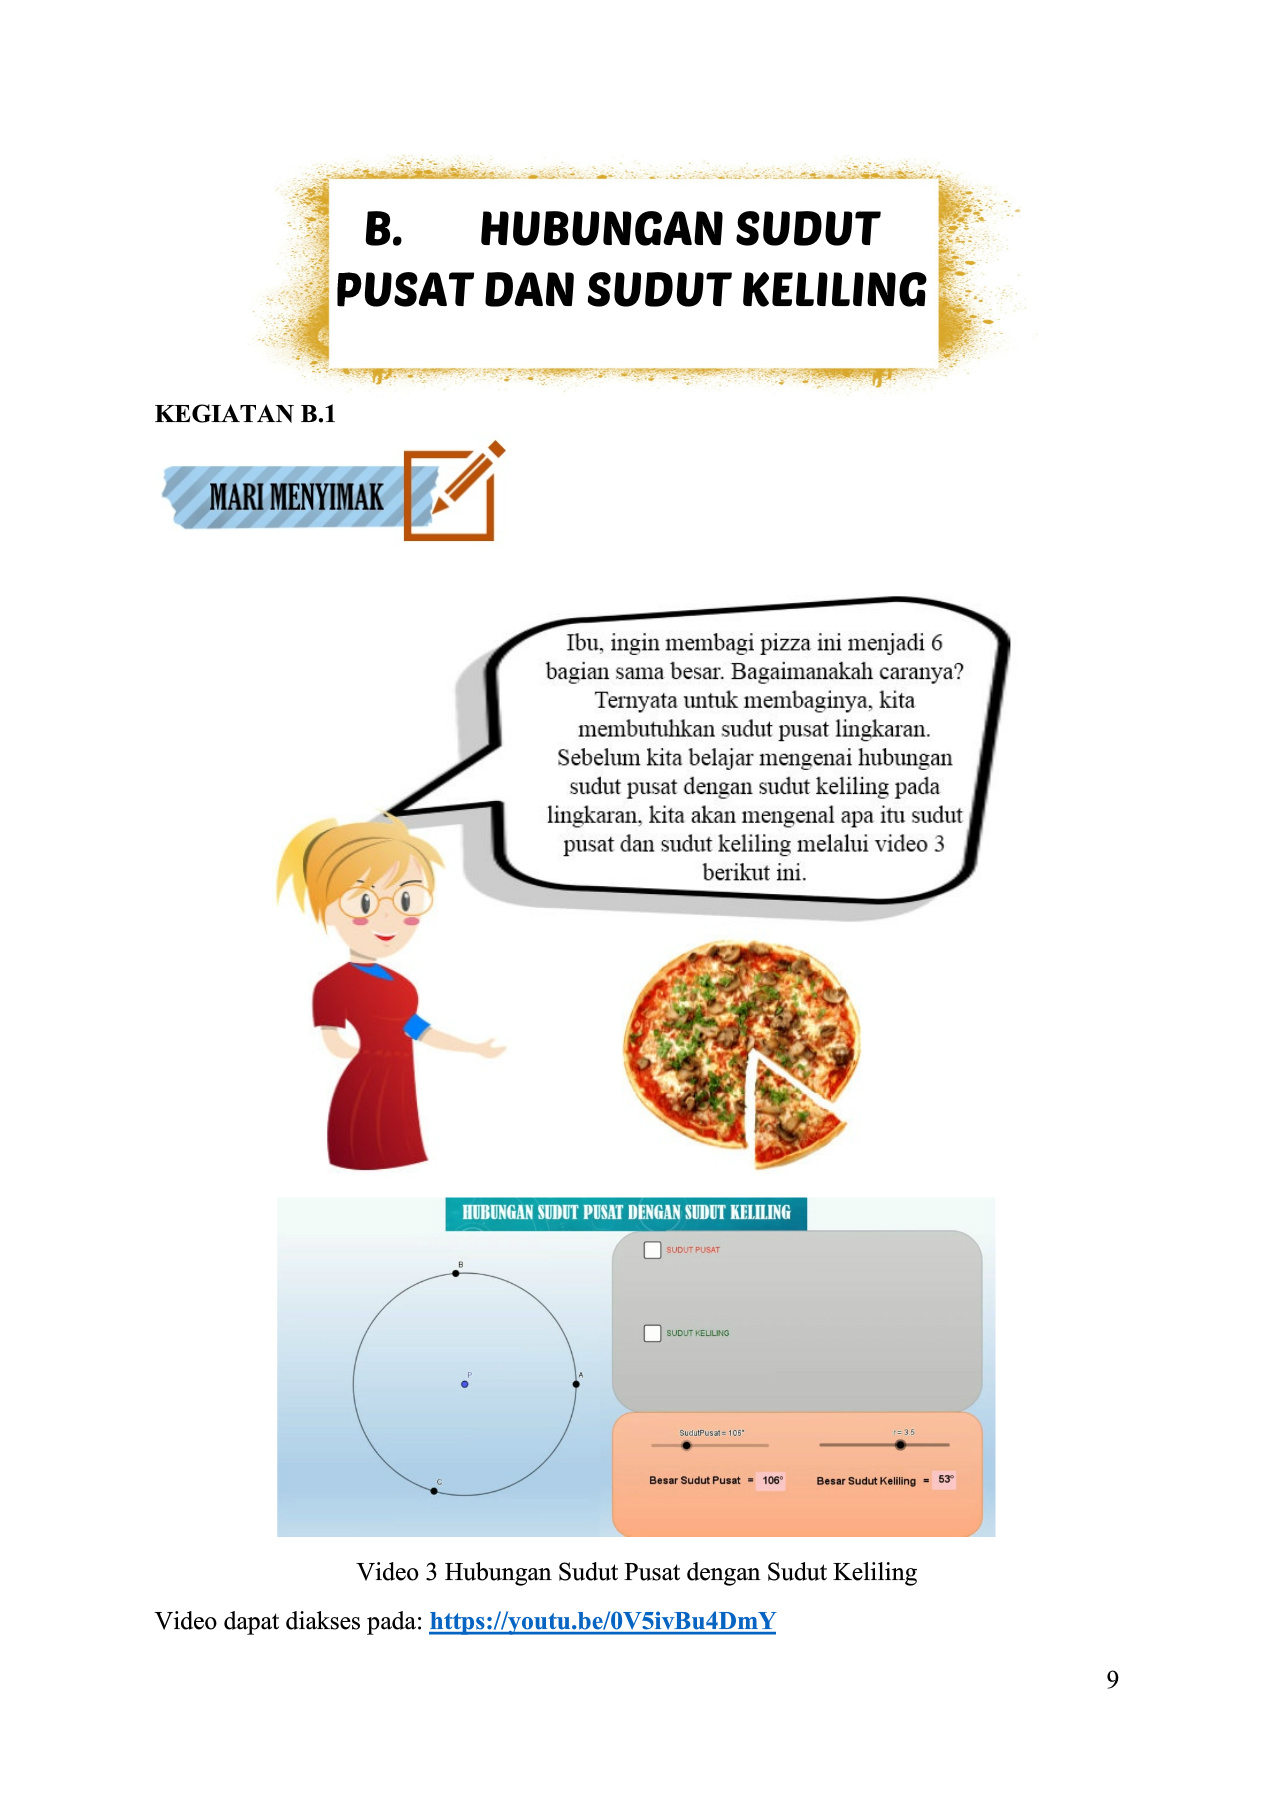 B. HUBUNGAN SUDUT
PUSAT DAN SUDUT KELILING
KEGIATAN B.1
MARI MENYIMAK
Ibu, ingin membagi pizza ini menjadi 6
bagian sama besar. Bagaimanakah caranya?
Ternyata untuk membaginya, kita
membutuhkan sudut pusat lingkaran.
Sebelum kita belajar mengenai hubungan
sudut pusat dengan sudut keliling pada
lingkaran, kita akan mengenal apa itu sudut
pusat dan sudut keliling melalui video 3
berikut ini.
HUBUNGAN SUDUT PUSAT DENGAN SUDUT KELILING
SUDUT PUSAT
SUDUT KELILING
B
P
A
C
SudutPusat = 106°
r = 3.5
Besar Sudut Pusat = 106°
Besar Sudut Keliling = 53°
Video 3 Hubungan Sudut Pusat dengan Sudut Keliling
Video dapat diakses pada: https://youtu.be/0V5ivBu4DmY
9